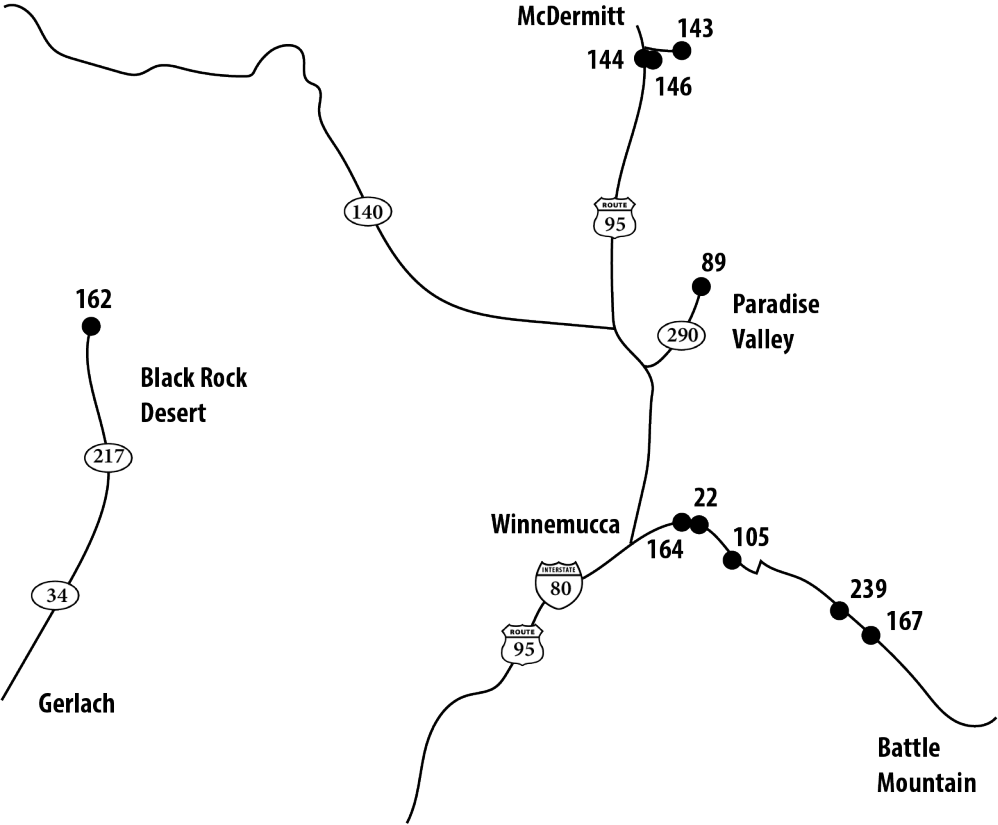 McDermitt
143
144
146
140
ROUTE
95
89
162
Paradise
Valley
290
Black Rock
Desert
217
22
Winnemucca
105
164
INTERSTATE
80
34
239
167
ROUTE
95
Gerlach
Battle
Mountain